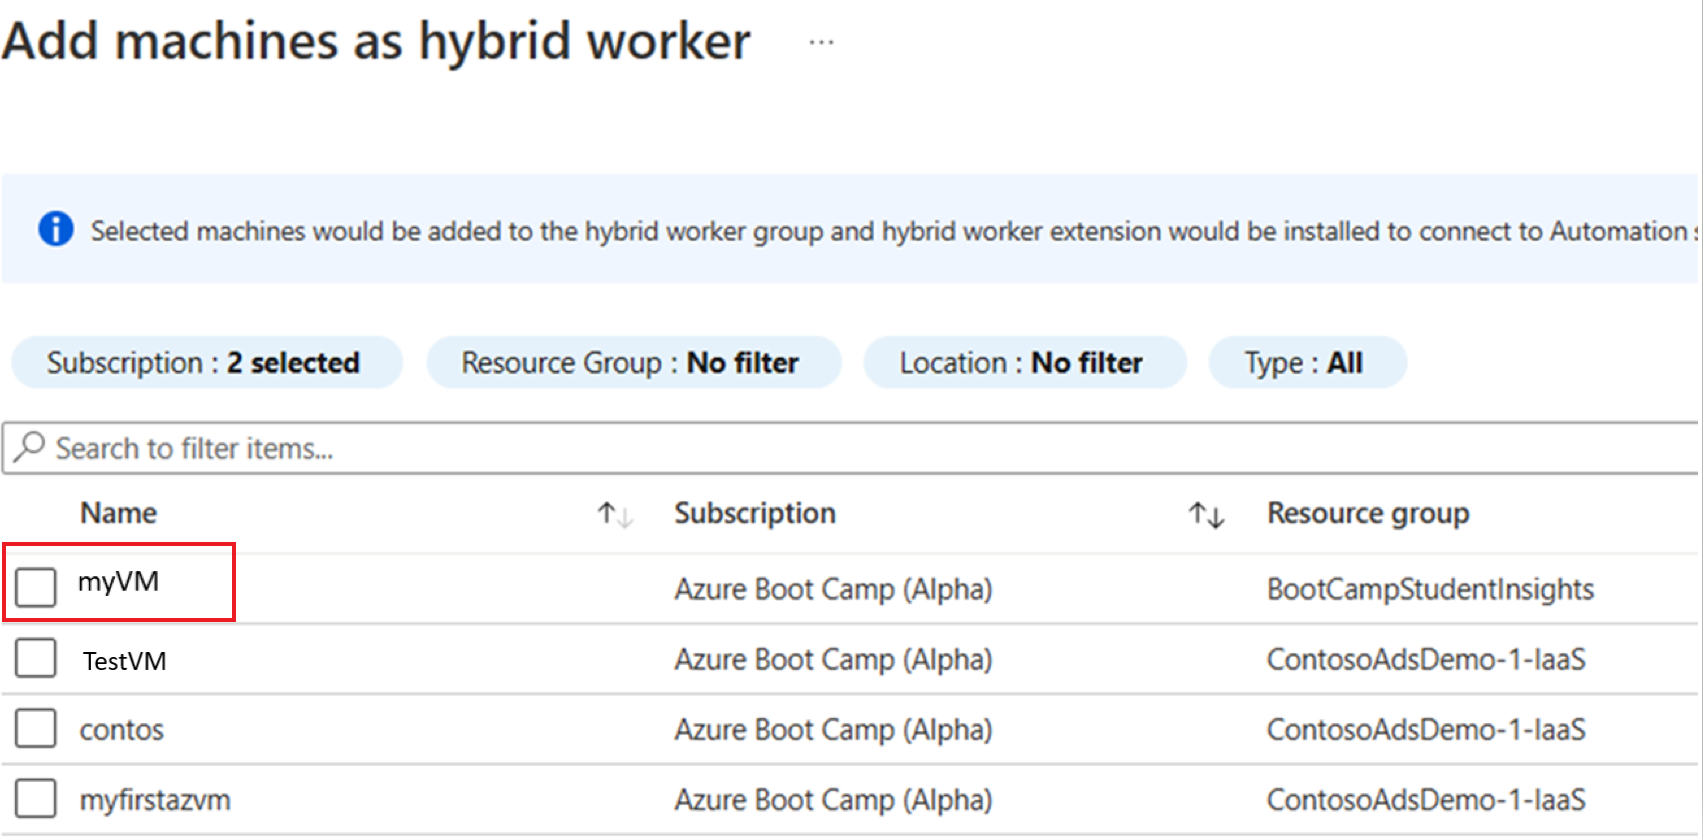 Add machines as hybrid worker ...
Selected machines would be added to the hybrid worker group and hybrid worker extension would be installed to connect to Automation
Subscription : 2 selected Resource Group : No filter Location : No filter Type : All
Search to filter items...
Name Subscription Resource group
myVM Azure Boot Camp (Alpha) BootCampStudentInsights
TestVM Azure Boot Camp (Alpha) ContosoAdsDemo-1-IaaS
contos Azure Boot Camp (Alpha) ContosoAdsDemo-1-IaaS
myfirstazvm Azure Boot Camp (Alpha) ContosoAdsDemo-1-IaaS